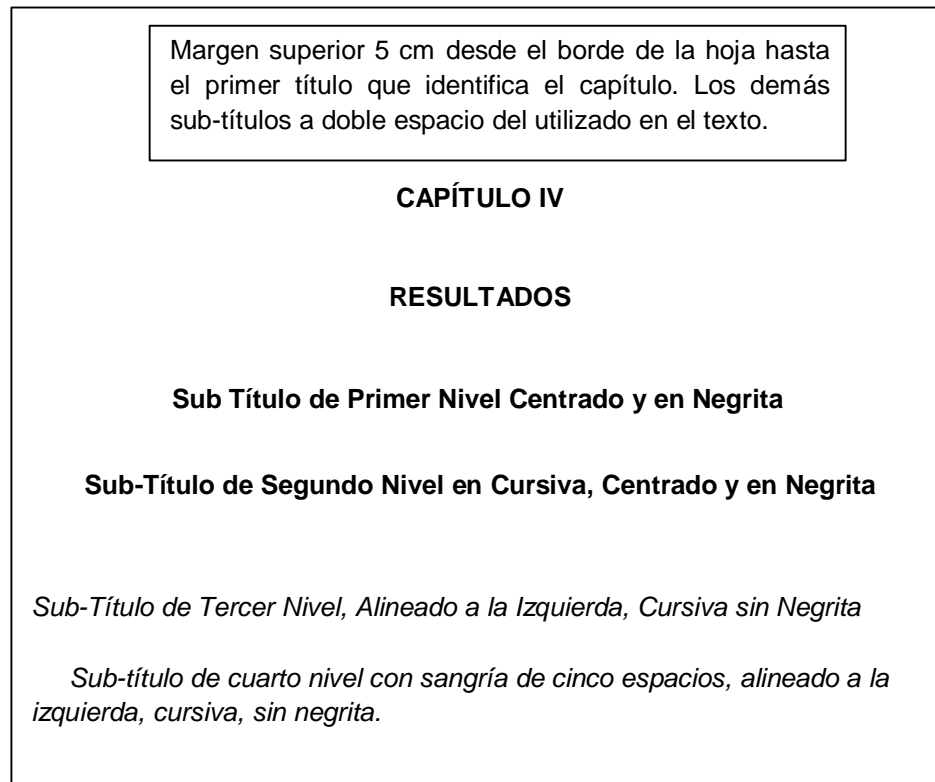 Margen superior 5 cm desde el borde de la hoja hasta
el primer título que identifica el capítulo. Los demás
sub-títulos a doble espacio del utilizado en el texto.
CAPÍTULO IV
RESULTADOS
Sub Título de Primer Nivel Centrado y en Negrita
Sub-Título de Segundo Nivel en Cursiva, Centrado y en Negrita
Sub-Título de Tercer Nivel, Alineado a la Izquierda, Cursiva sin Negrita
Sub-título de cuarto nivel con sangría de cinco espacios, alineado a la
izquierda, cursiva, sin negrita.